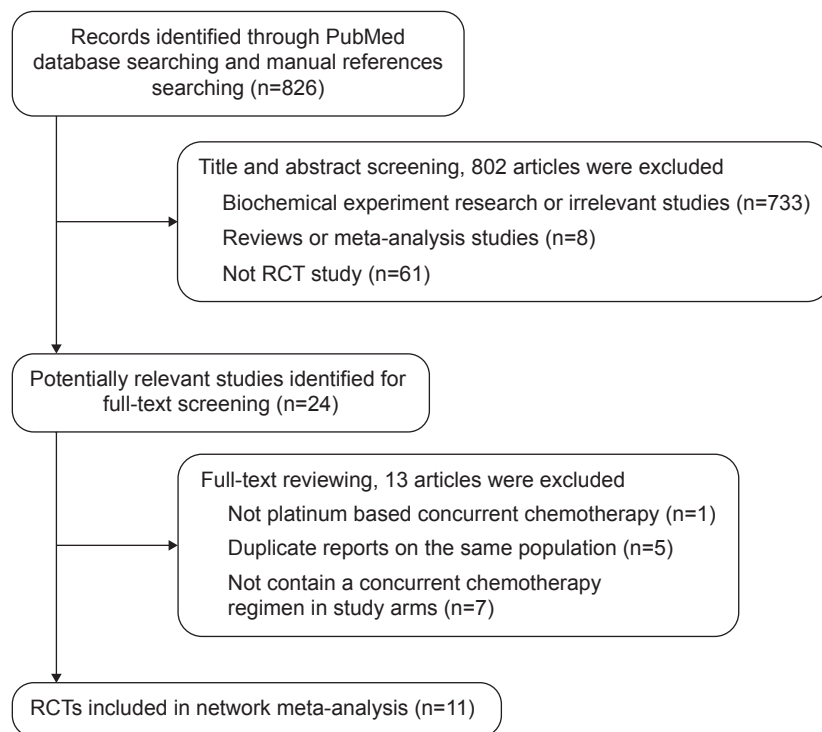 Records identified through PubMed
database searching and manual references
searching (n=826)
Title and abstract screening, 802 articles were excluded
Biochemical experiment research or irrelevant studies (n=733)
Reviews or meta-analysis studies (n=8)
Not RCT study (n=61)
Potentially relevant studies identified for
full-text screening (n=24)
Full-text reviewing, 13 articles were excluded
Not platinum based concurrent chemotherapy (n=1)
Duplicate reports on the same population (n=5)
Not contain a concurrent chemotherapy
regimen in study arms (n=7)
RCTs included in network meta-analysis (n=11)